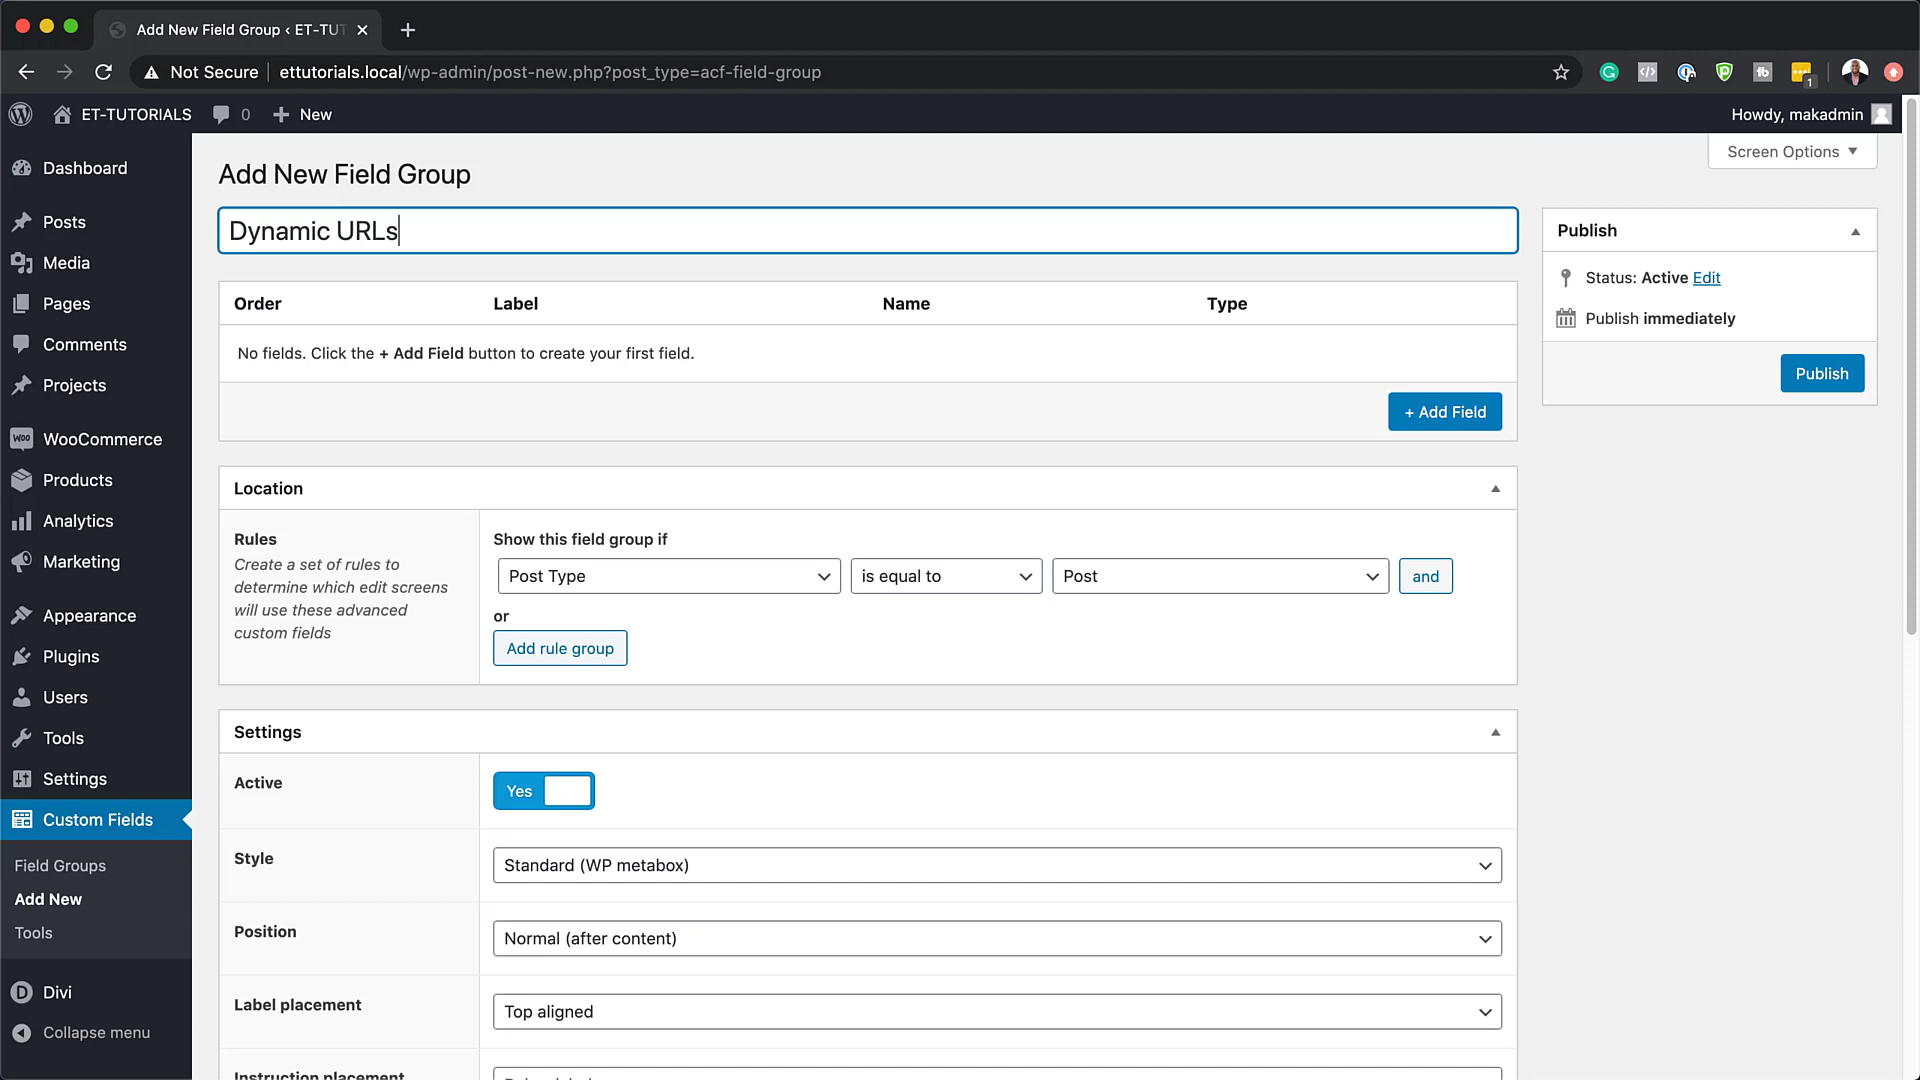 Add New Field Group ‹ ET-TUT
Not Secure
ettutorials.local/wp-admin/post-new.php?post_type=acf-field-group
1
ET-TUTORIALS
0
New
Howdy, makadmin
Screen Options
Dashboard
Posts
Media
Pages
Comments
Projects
WooCommerce
Products
Analytics
Marketing
Appearance
Plugins
Users
Tools
Settings
Custom Fields
Field Groups
Add New
Tools
Divi
Collapse menu
Add New Field Group
Dynamic URLs
Order Label Name Type
No fields. Click the + Add Field button to create your first field.
+ Add Field
Location
Rules
Create a set of rules to
determine which edit screens
will use these advanced
custom fields
Show this field group if
Post Type is equal to Post and
or
Add rule group
Settings
Active
Yes
Style
Standard (WP metabox)
Position
Normal (after content)
Label placement
Top aligned
Instruction placement
Publish
Status: Active Edit
Publish immediately
Publish